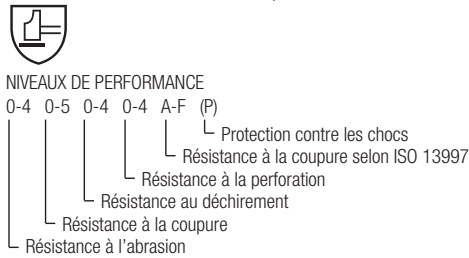 NIVEAUX DE PERFORMANCE
0-4 0-5 0-4 0-4 A-F (P)
Protection contre les chocs
Résistance à la coupure selon ISO 13997
Résistance à la perforation
Résistance au déchirement
Résistance à la coupure
Résistance à l'abrasion